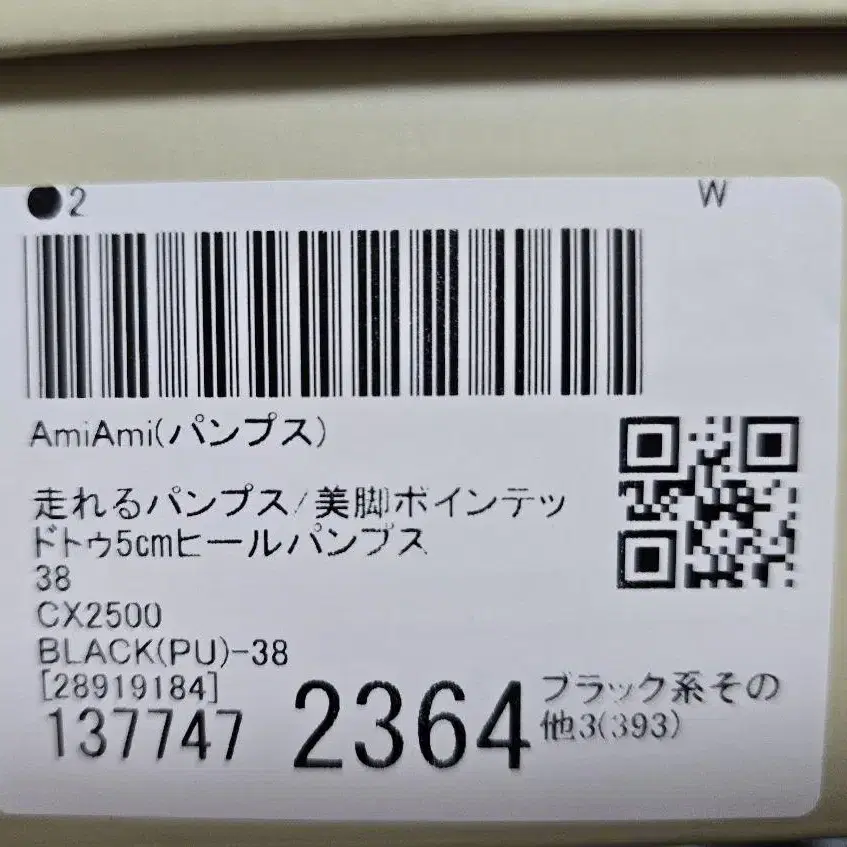 ●2
W
AmiAmi(パンプス)
走れるパンプス/美脚ポインテッ
ドトゥ5cmヒールパンプス
38
CX2500
BLACK(PU)-38
[28919184]
137747
2364
ブラック系その
他3(393)